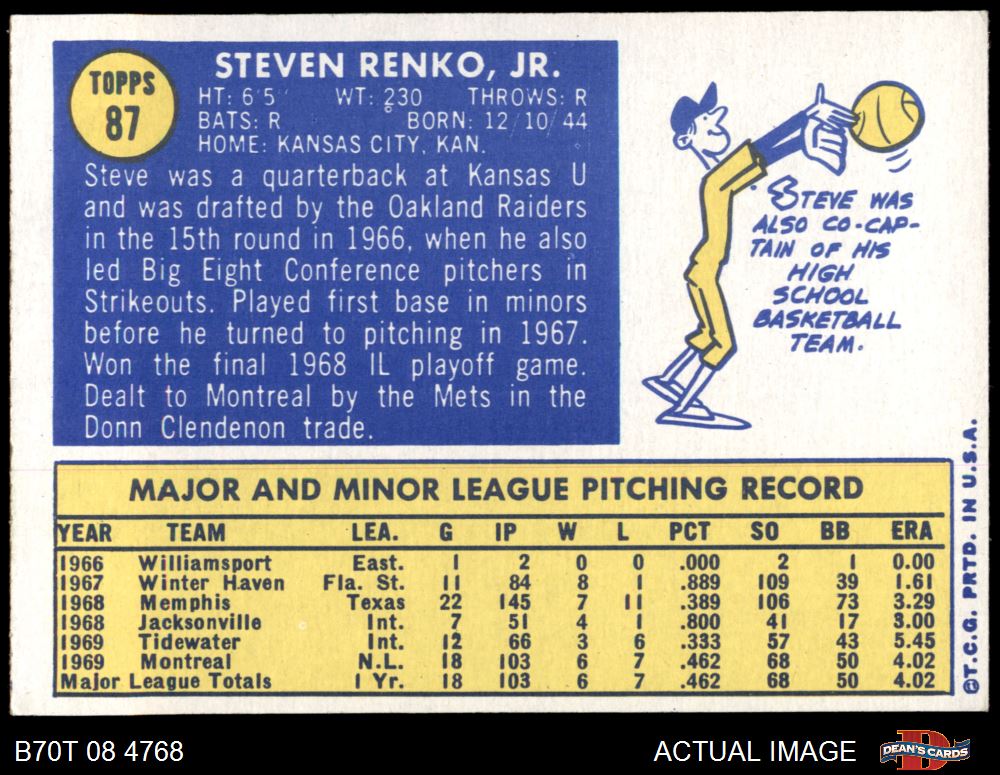 TOPPS
87
STEVEN RENKO, JR.
HT: 6'5" WT: 230 THROWS: R
BATS: R BORN: 12/10/44
HOME: KANSAS CITY, KAN.
Steve was a quarterback at Kansas U
and was drafted by the Oakland Raiders
in the 15th round in 1966, when he also
led Big Eight Conference pitchers in
Strikeouts. Played first base in minors
before he turned to pitching in 1967.
Won the final 1968 IL playoff game.
Dealt to Montreal by the Mets in the
Donn Clendenon trade.
STEVE WAS
ALSO CO-CAP-
TAIN OF HIS
HIGH
SCHOOL
BASKETBALL
TEAM.
MAJOR AND MINOR LEAGUE PITCHING RECORD
YEAR TEAM LEA. G IP W L PCT SO BB ERA
1966 Williamsport East. 1 2 0 0 .000 2 1 0.00
1967 Winter Haven Fla. St. 11 84 8 1 .889 109 39 1.61
1968 Memphis Texas 22 145 7 11 .389 106 73 3.29
1968 Jacksonville Int. 7 51 4 1 .800 41 17 3.00
1969 Tidewater Int. 12 66 3 6 .333 57 43 5.45
1969 Montreal N.L. 18 103 6 7 .462 68 50 4.02
Major League Totals 1 Yr. 18 103 6 7 .462 68 50 4.02
©T.C.G. PRTD. IN U.S.A.
B70T 08 4768
ACTUAL IMAGE
DEAN'S CARDS